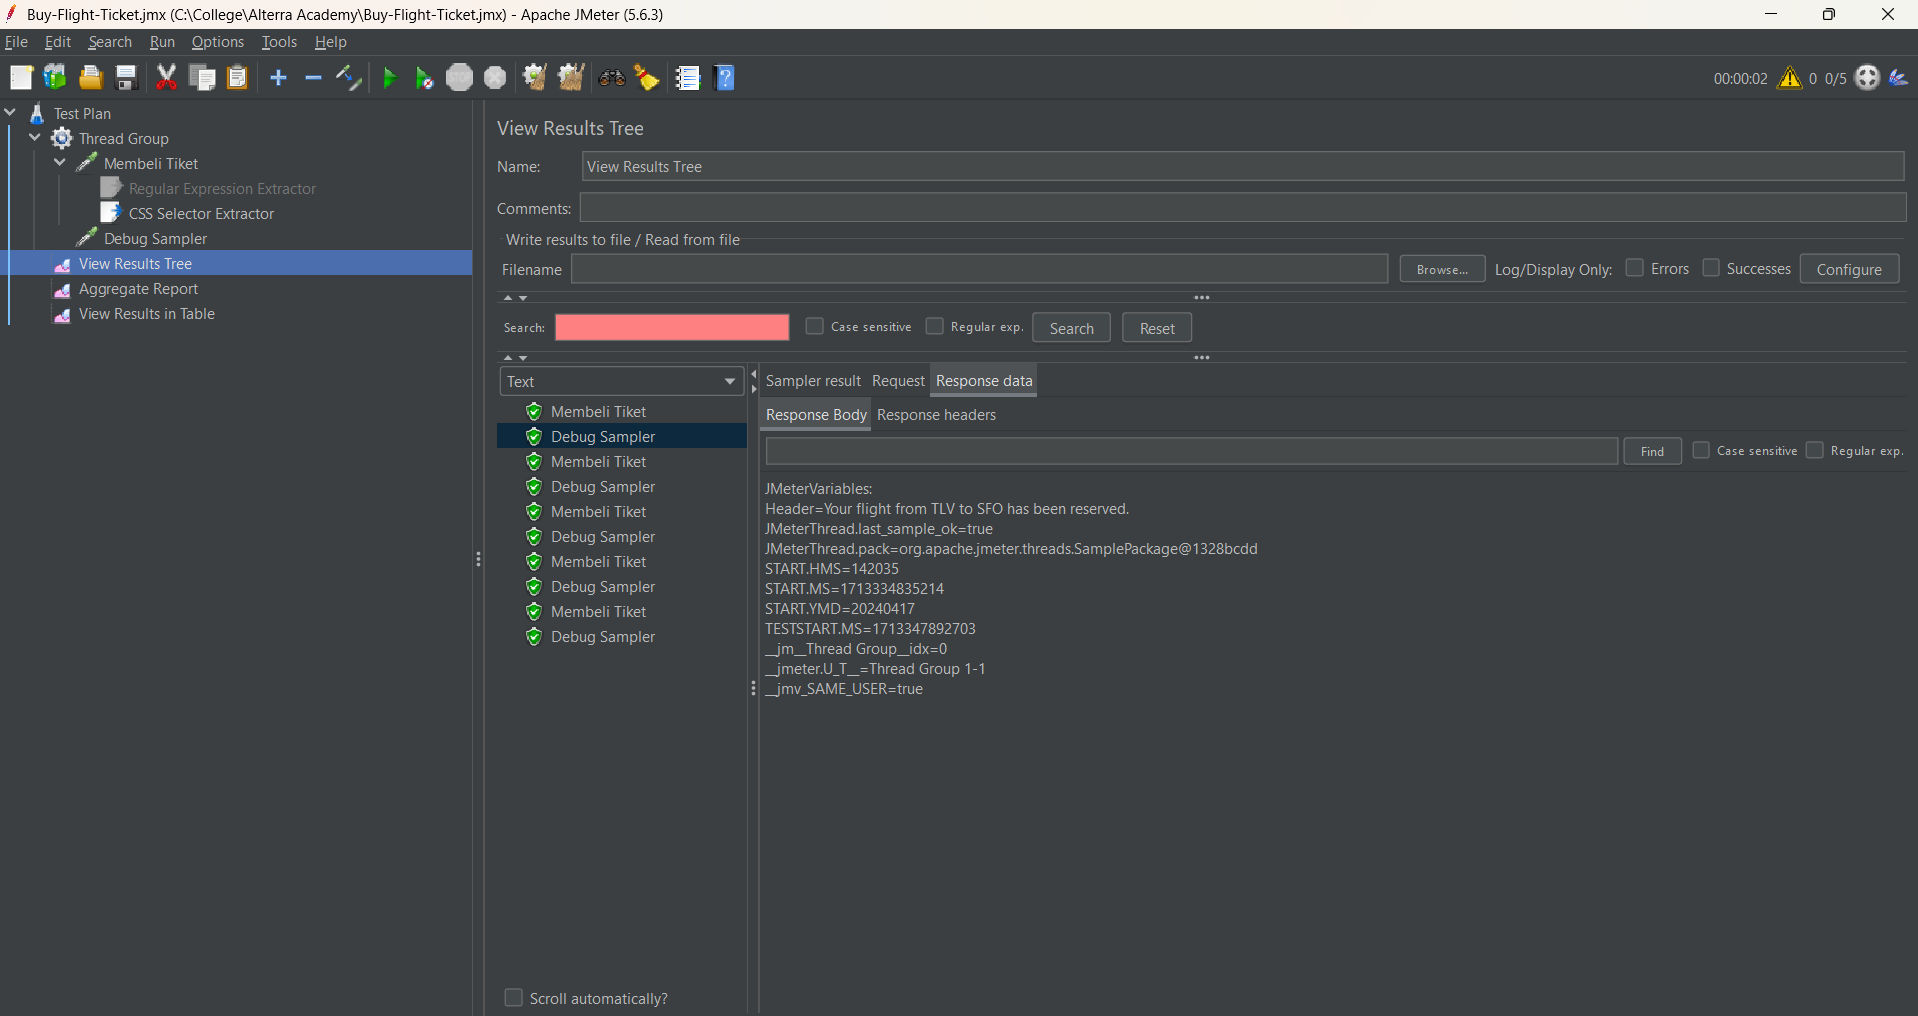 Buy-Flight-Ticket.jmx (C:\College\Alterra Academy\Buy-Flight-Ticket.jmx) - Apache JMeter (5.6.3)
File Edit Search Run Options Tools Help
STOP
00:00:02 0 0/5
Test Plan
Thread Group
Membeli Tiket
Regular Expression Extractor
CSS Selector Extractor
Debug Sampler
View Results Tree
Aggregate Report
View Results in Table
View Results Tree
Name: View Results Tree
Comments:
Write results to file / Read from file
Filename Browse... Log/Display Only: Errors Successes Configure
Search: Case sensitive Regular exp. Search Reset
Text
Membeli Tiket
Debug Sampler
Membeli Tiket
Debug Sampler
Membeli Tiket
Debug Sampler
Membeli Tiket
Debug Sampler
Membeli Tiket
Debug Sampler
Scroll automatically?
Sampler result Request Response data
Response Body Response headers
Find Case sensitive Regular exp.
JMeterVariables:
Header=Your flight from TLV to SFO has been reserved.
JMeterThread.last_sample_ok=true
JMeterThread.pack=org.apache.jmeter.threads.SamplePackage@1328bcdd
START.HMS=142035
START.MS=1713334835214
START.YMD=20240417
TESTSTART.MS=1713347892703
__jm__Thread Group__idx=0
__jmeter.U_T__=Thread Group 1-1
__jmv_SAME_USER=true